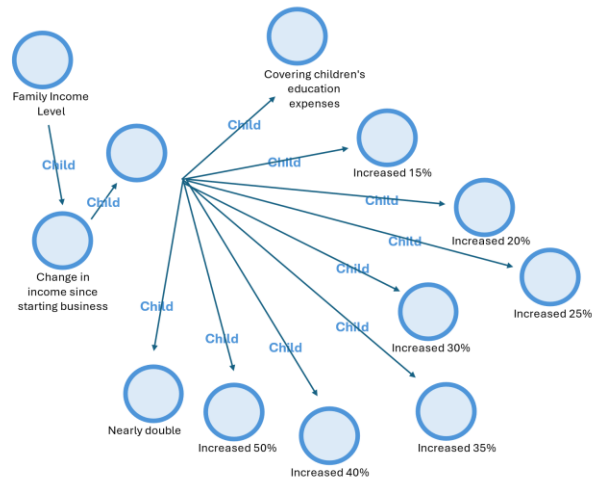 Covering children's
education
expenses
Family Income
Level
Child
Child
Child
Increased 15%
Child
Child
Child
Increased 20%
Change in
income since
starting business
Child
Increased 25%
Child
Child
Increased 30%
Child
Child
Nearly double
Increased 50%
Increased 35%
Increased 40%